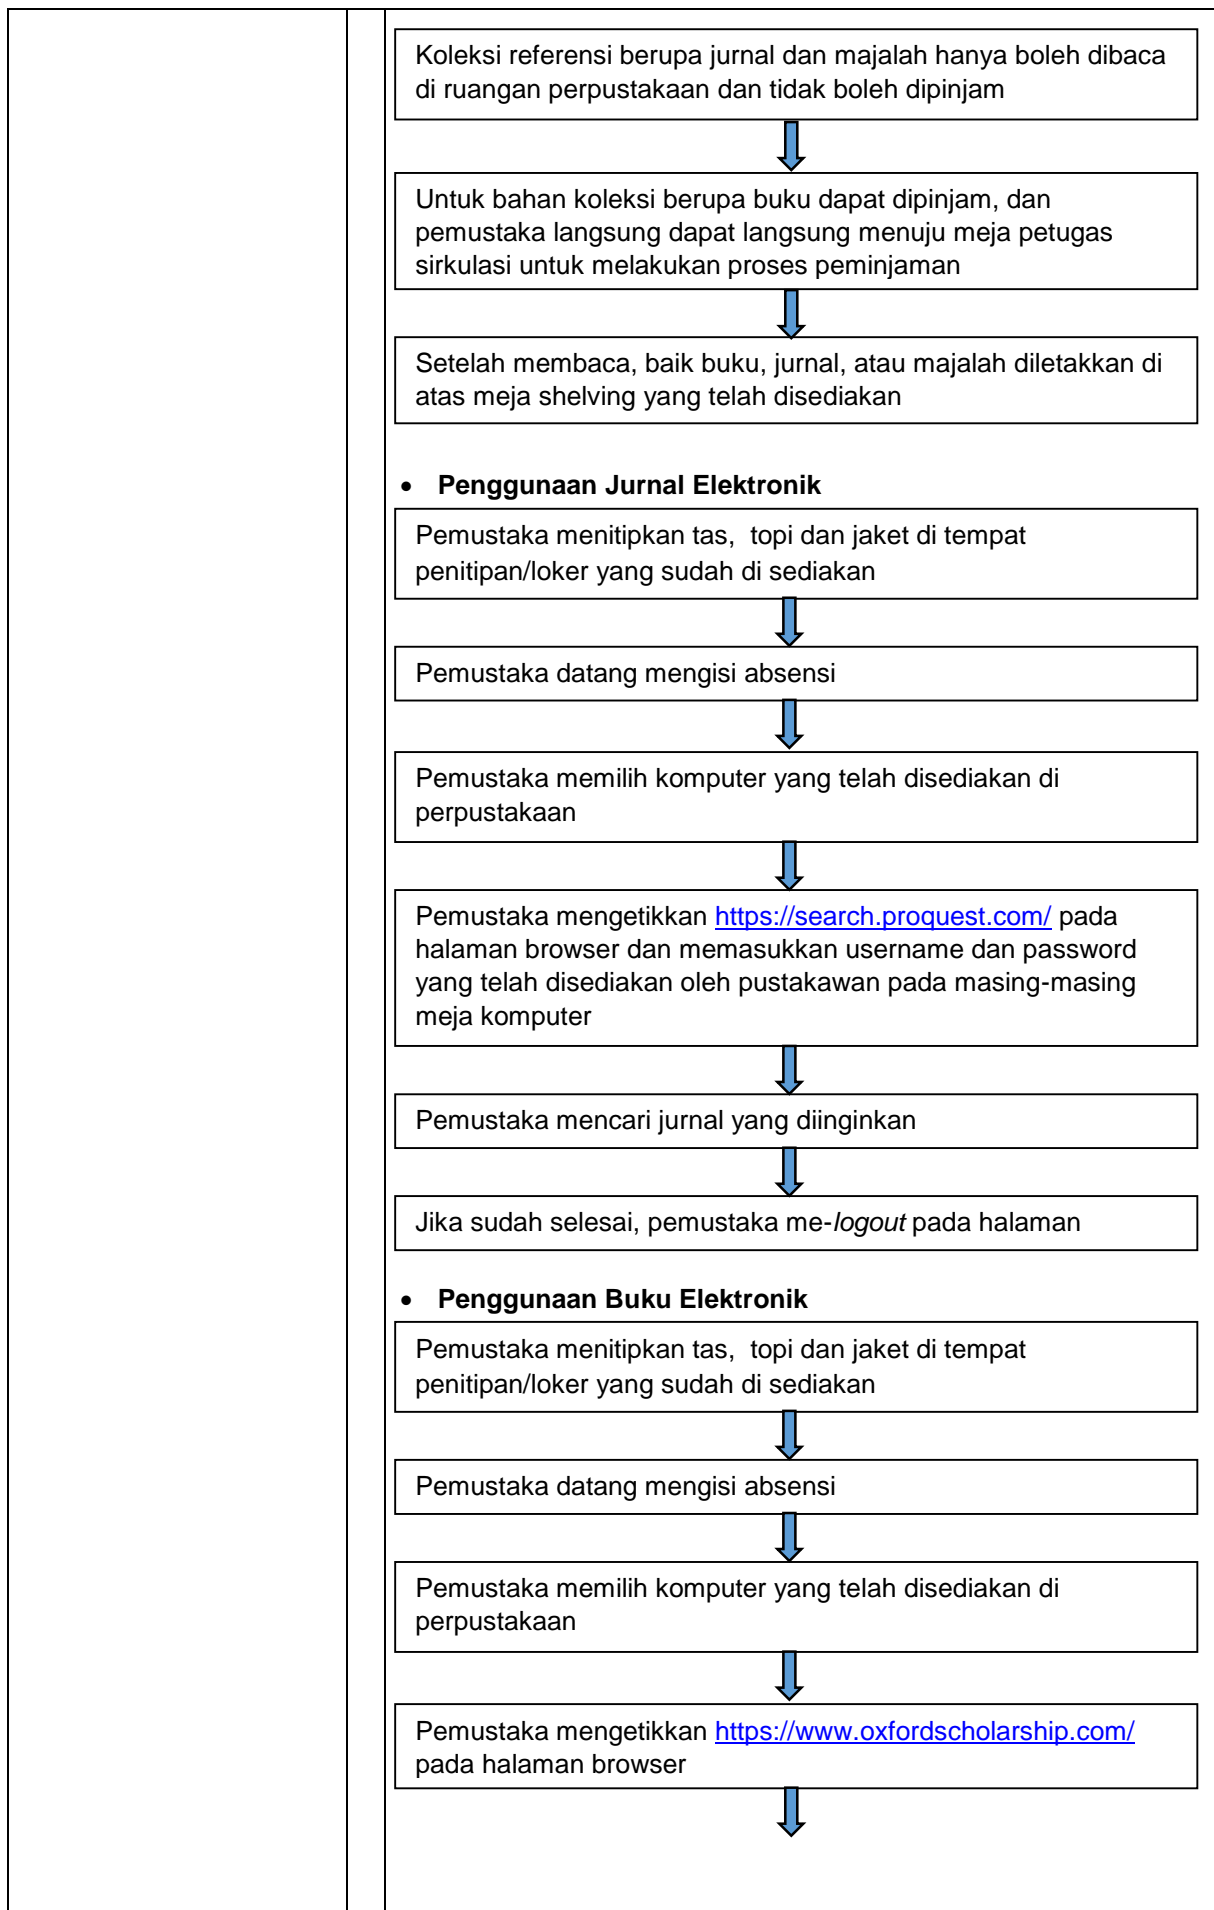 Koleksi referensi berupa jurnal dan majalah hanya boleh dibaca
di ruangan perpustakaan dan tidak boleh dipinjam
Untuk bahan koleksi berupa buku dapat dipinjam, dan
pemustaka langsung dapat langsung menuju meja petugas
sirkulasi untuk melakukan proses peminjaman
Setelah membaca, baik buku, jurnal, atau majalah diletakkan di
atas meja shelving yang telah disediakan
• Penggunaan Jurnal Elektronik
Pemustaka menitipkan tas, topi dan jaket di tempat
penitipan/loker yang sudah di sediakan
Pemustaka datang mengisi absensi
Pemustaka memilih komputer yang telah disediakan di
perpustakaan
Pemustaka mengetikkan https://search.proquest.com/ pada
halaman browser dan memasukkan username dan password
yang telah disediakan oleh pustakawan pada masing-masing
meja komputer
Pemustaka mencari jurnal yang diinginkan
Jika sudah selesai, pemustaka me-logout pada halaman
• Penggunaan Buku Elektronik
Pemustaka menitipkan tas, topi dan jaket di tempat
penitipan/loker yang sudah di sediakan
Pemustaka datang mengisi absensi
Pemustaka memilih komputer yang telah disediakan di
perpustakaan
Pemustaka mengetikkan https://www.oxfordscholarship.com/
pada halaman browser